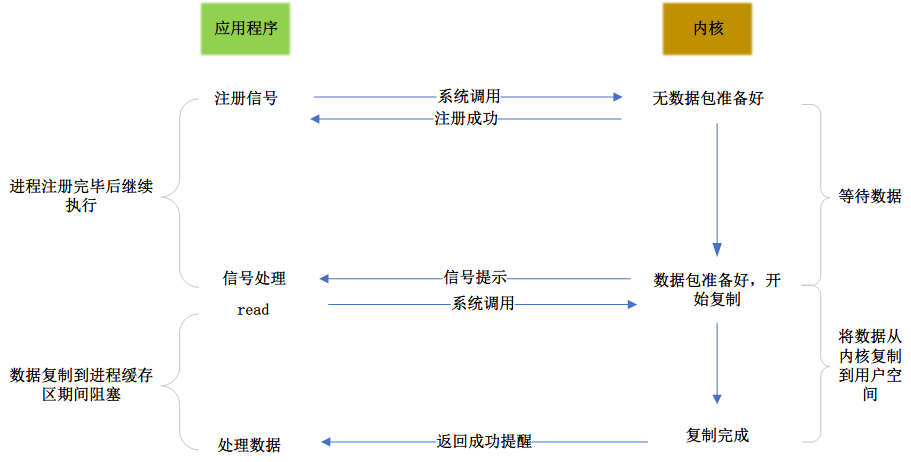 应用程序
内核
注册信号
系统调用
无数据包准备好
注册成功
进程注册完毕后继续
执行
等待数据
信号处理
信号提示
数据包准备好，开
始复制
read
系统调用
将数据从
内核复制
到用户空
间
数据复制到进程缓存
区期间阻塞
处理数据
返回成功提醒
复制完成